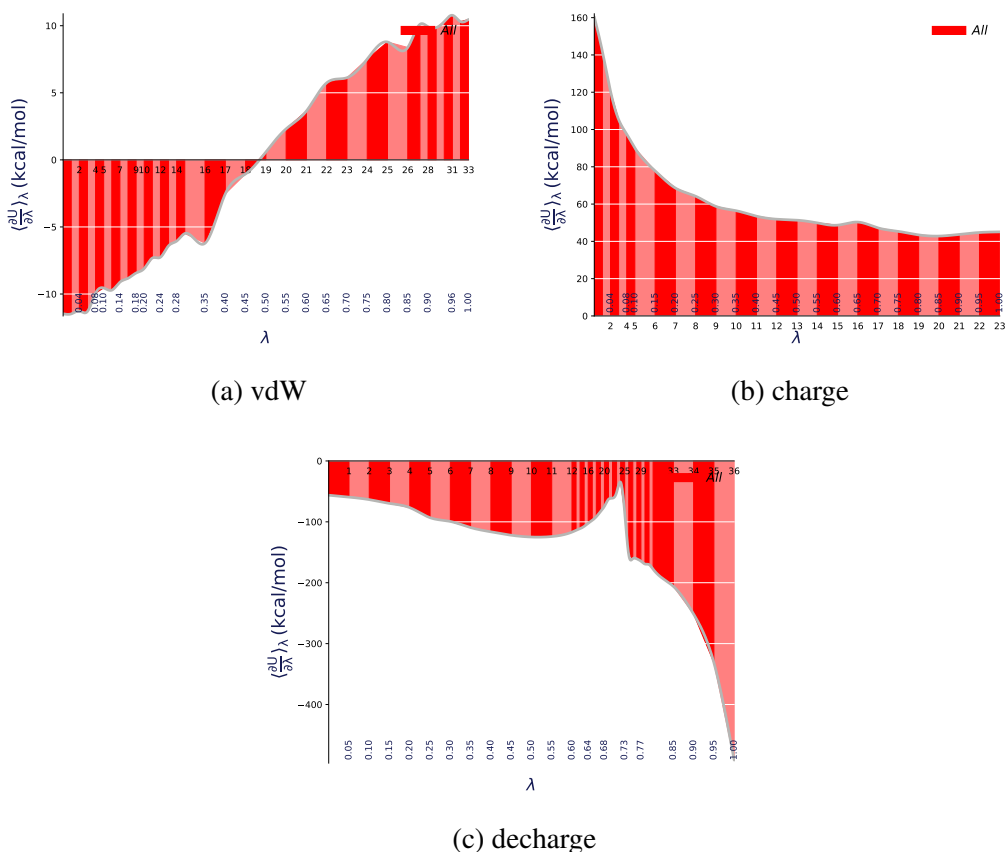 10
5
0
−5
−10
⟨∂U/∂λ⟩λ (kcal/mol)
All
2 4 5 7 9 10 12 14 16 17 18 19 20 21 22 23 24 25 26 28 31 33
0.04 0.08 0.10 0.14 0.18 0.20 0.24 0.28 0.35 0.40 0.45 0.50 0.55 0.60 0.65 0.70 0.75 0.80 0.85 0.90 0.96 1.00
λ
(a) vdW
160
140
120
100
80
60
40
20
0
⟨∂U/∂λ⟩λ (kcal/mol)
All
0.04 0.08 0.10 0.15 0.20 0.25 0.30 0.35 0.40 0.45 0.50 0.55 0.60 0.65 0.70 0.75 0.80 0.85 0.90 0.95 1.00
2 4 5 6 7 8 9 10 11 12 13 14 15 16 17 18 19 20 21 22 23
λ
(b) charge
0
−100
−200
−300
−400
⟨∂U/∂λ⟩λ (kcal/mol)
1 2 3 4 5 6 7 8 9 10 11 12 16 20 25 29 33 34 35 36
All
0.05 0.10 0.15 0.20 0.25 0.30 0.35 0.40 0.45 0.50 0.55 0.60 0.64 0.68 0.73 0.77 0.85 0.90 0.95 1.00
λ
(c) decharge